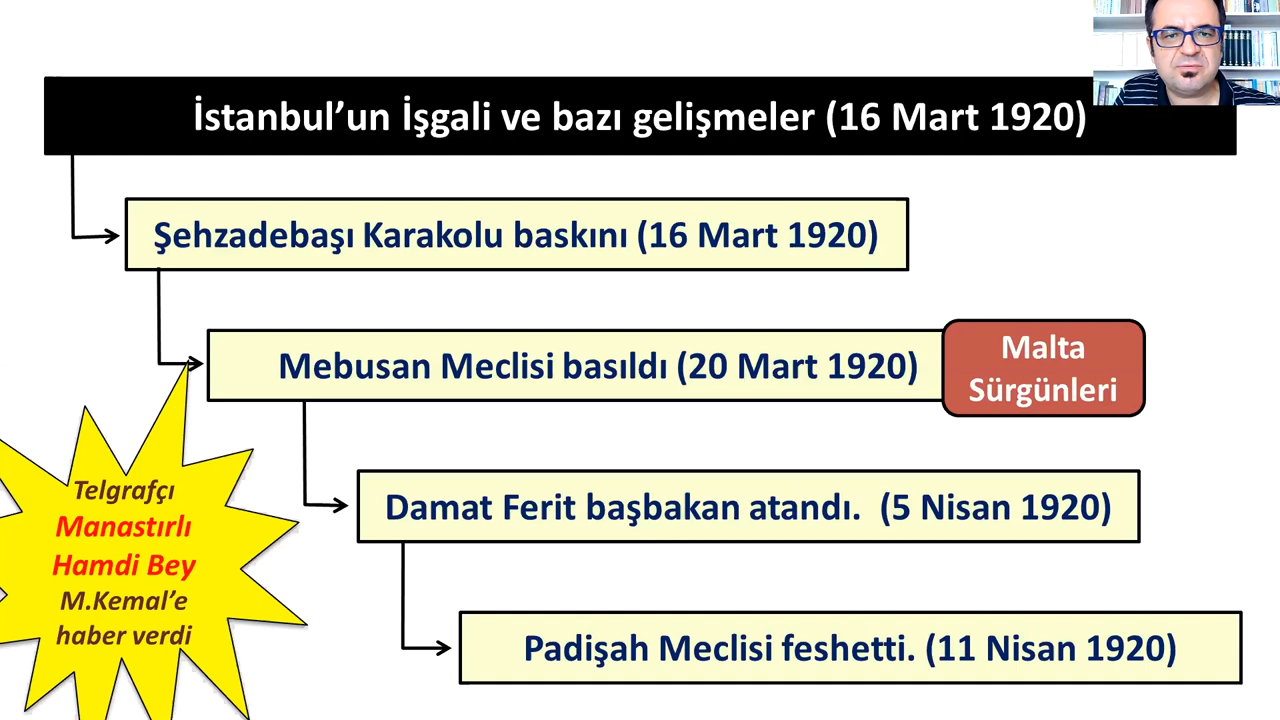 İstanbul’un İşgali ve bazı gelişmeler (16 Mart 1920)
Şehzadebaşı Karakolu baskını (16 Mart 1920)
Mebusan Meclisi basıldı (20 Mart 1920)
Malta
Sürgünleri
Damat Ferit başbakan atandı.  (5 Nisan 1920)
Telgrafçı
Manastırlı
Hamdi Bey
M.Kemal’e
haber verdi
Padişah Meclisi feshetti. (11 Nisan 1920)